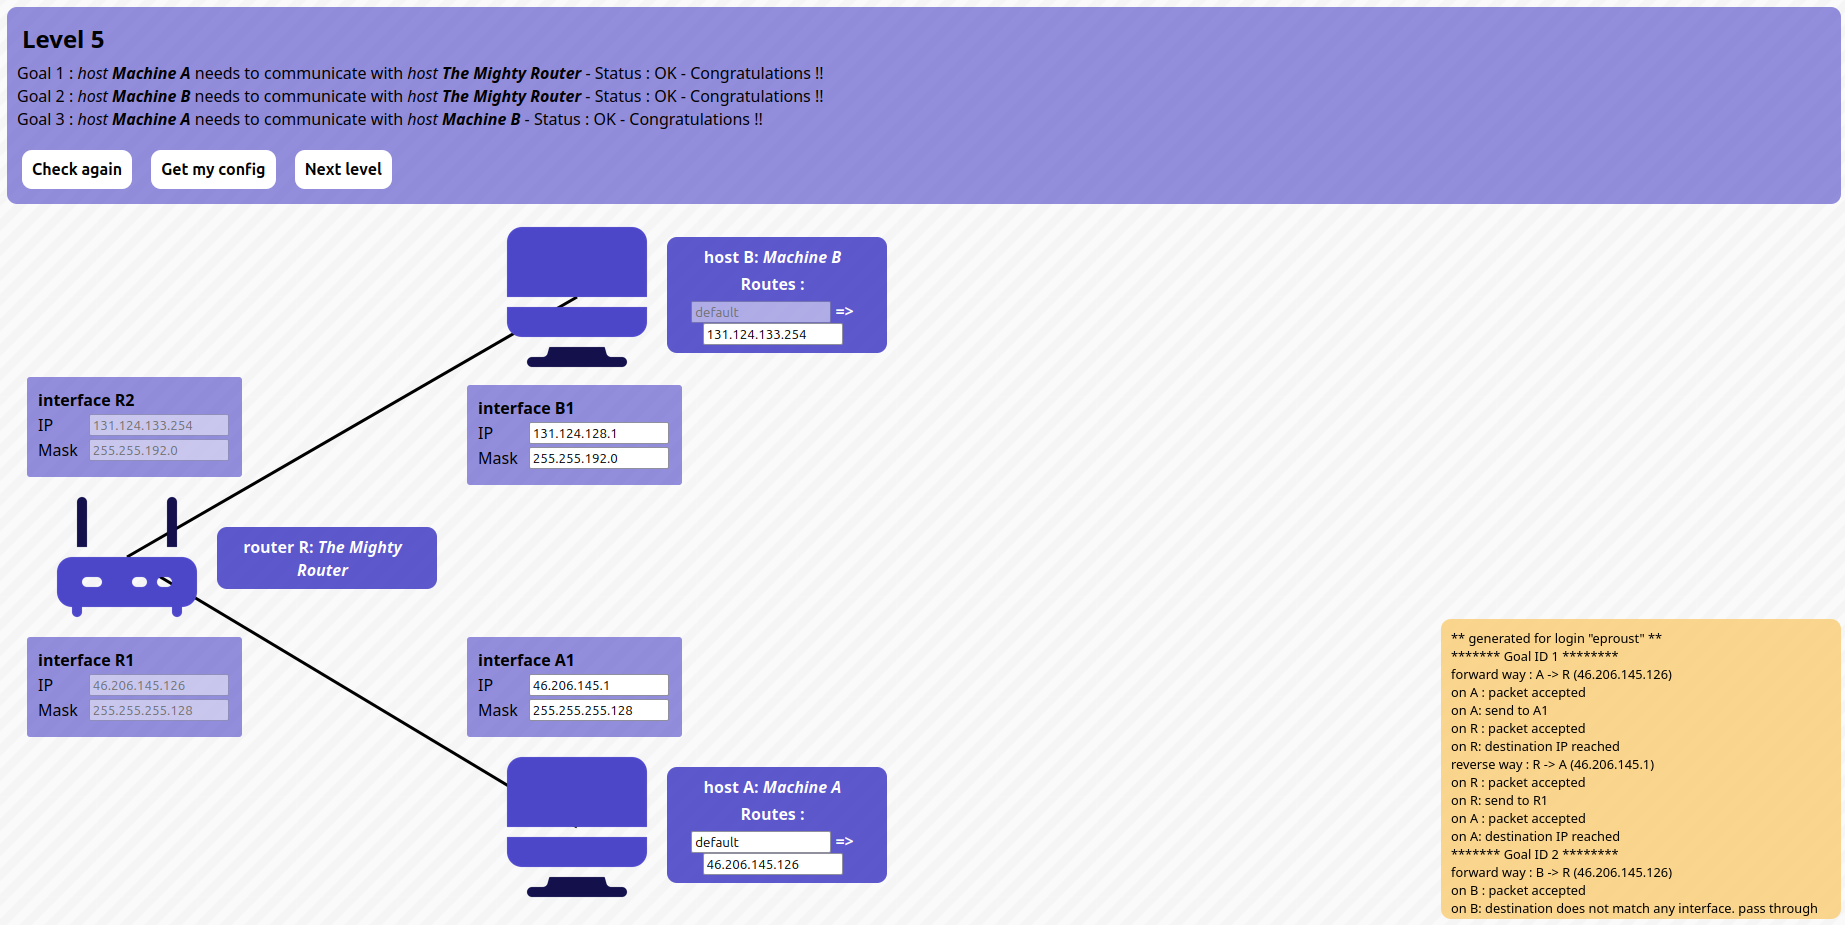 Level 5
Goal 1 : host Machine A needs to communicate with host The Mighty Router - Status : OK - Congratulations !!
Goal 2 : host Machine B needs to communicate with host The Mighty Router - Status : OK - Congratulations !!
Goal 3 : host Machine A needs to communicate with host Machine B - Status : OK - Congratulations !!
Check again Get my config Next level
host B: Machine B
Routes :
default =>
131.124.133.254
interface R2
IP 131.124.133.254
Mask 255.255.192.0
interface B1
IP 131.124.128.1
Mask 255.255.192.0
router R: The Mighty
Router
interface R1
IP 46.206.145.126
Mask 255.255.255.128
interface A1
IP 46.206.145.1
Mask 255.255.255.128
host A: Machine A
Routes :
default =>
46.206.145.126
** generated for login "eproust" **
******* Goal ID 1 ********
forward way : A -> R (46.206.145.126)
on A : packet accepted
on A: send to A1
on R : packet accepted
on R: destination IP reached
reverse way : R -> A (46.206.145.1)
on R : packet accepted
on R: send to R1
on A : packet accepted
on A: destination IP reached
******* Goal ID 2 ********
forward way : B -> R (46.206.145.126)
on B : packet accepted
on B: destination does not match any interface. pass through